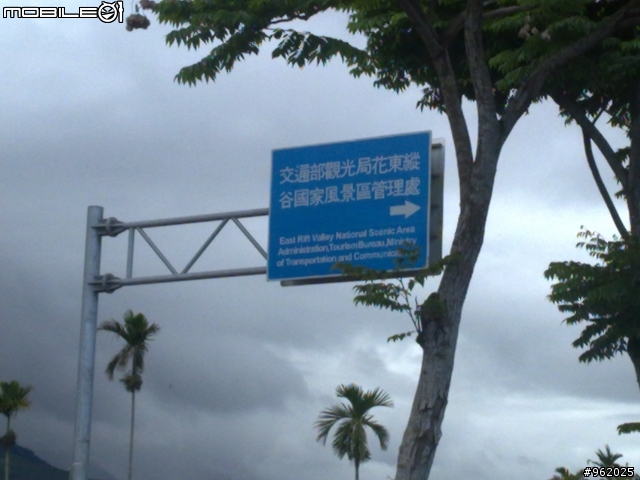 MOBILE01
交通部觀光局花東縱
谷國家風景區管理處
East Rift Valley National Scenic Area
Administration,Tourism Bureau,Ministry
of Transportation and Communications
#962025